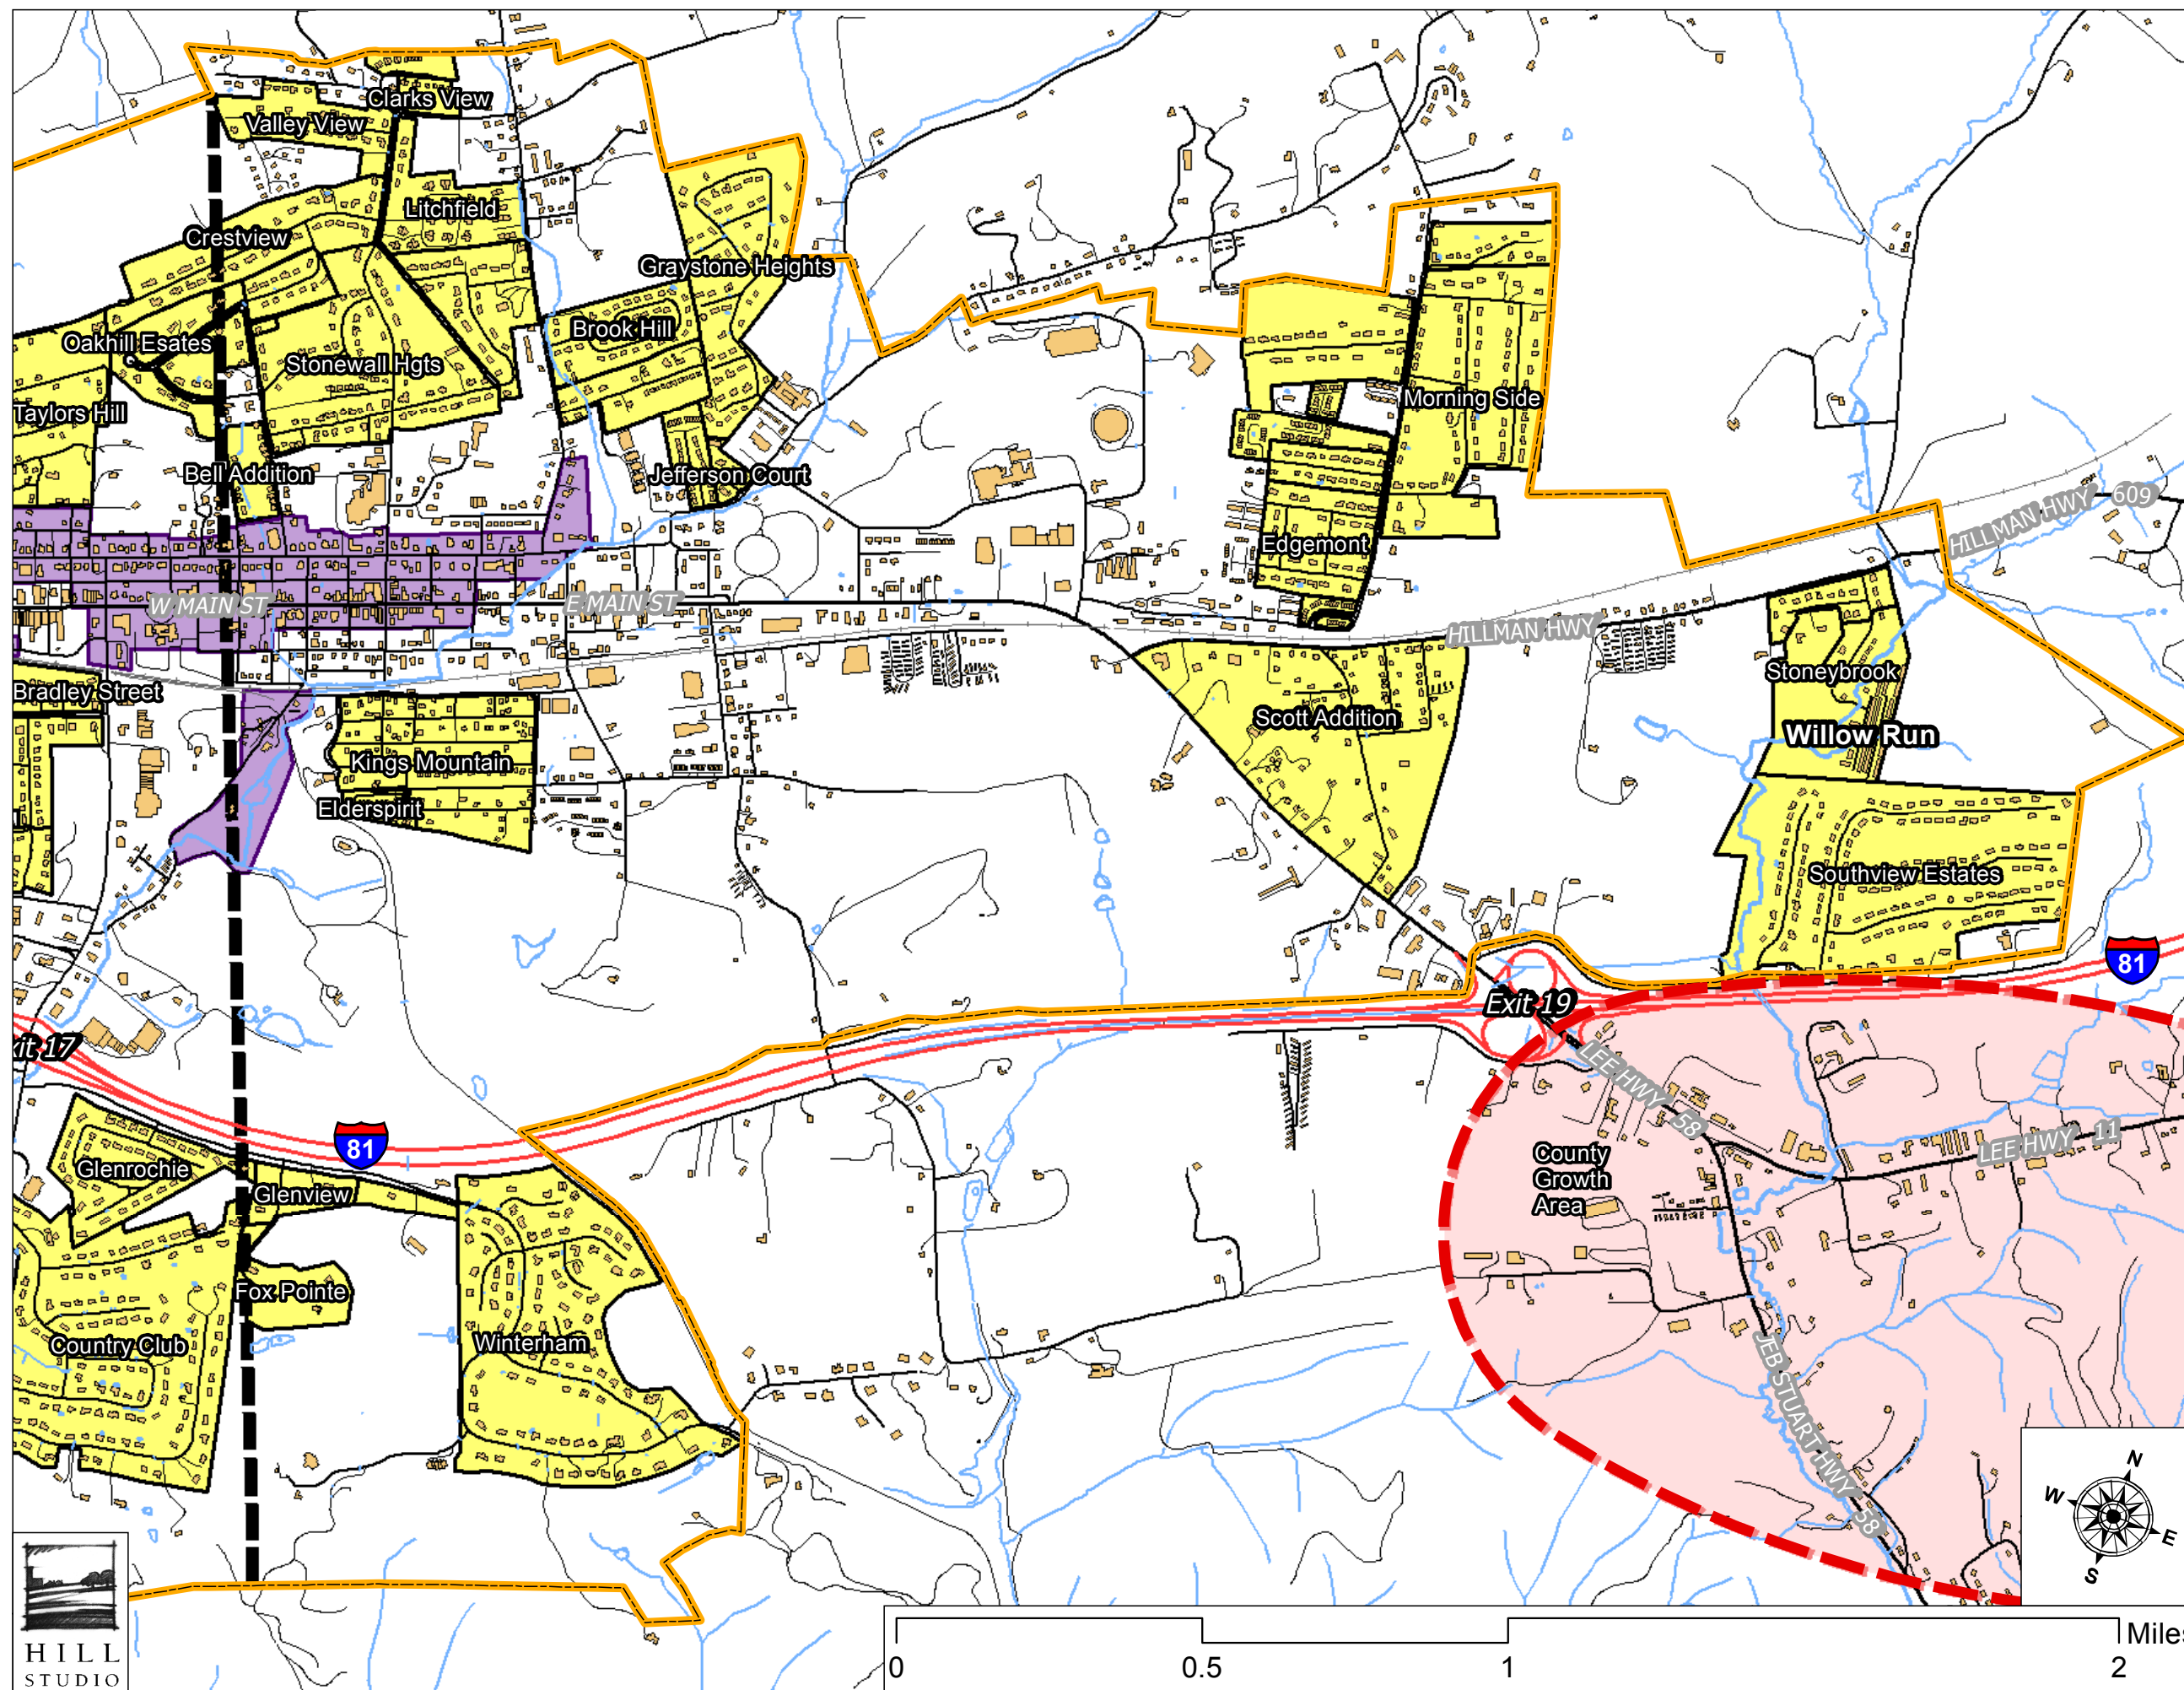 Clarks View
Valley View
Litchfield
Crestview
Graystone Heights
Brook Hill
Oakhill Esates
Stonewall Hgts
Taylors Hill
Morning Side
Bell Addition
Jefferson Court
HILLMAN HWY 609
Edgemont
W MAIN ST
E MAIN ST
HILLMAN HWY
Stoneybrook
Bradley Street
Scott Addition
Willow Run
Kings Mountain
Elderspirit
Southview Estates
81
Exit 19
xit 17
LEE HWY 58
LEE HWY 11
81
County
Growth
Area
Glenrochie
Glenview
Fox Pointe
Country Club
Winterham
JEB STUART HWY 58
N
W
E
S
HILL
STUDIO
Miles
0
0.5
1
2